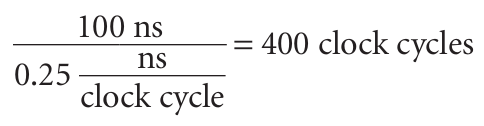 100 ns
0.25 ns
clock cycle
= 400 clock cycles